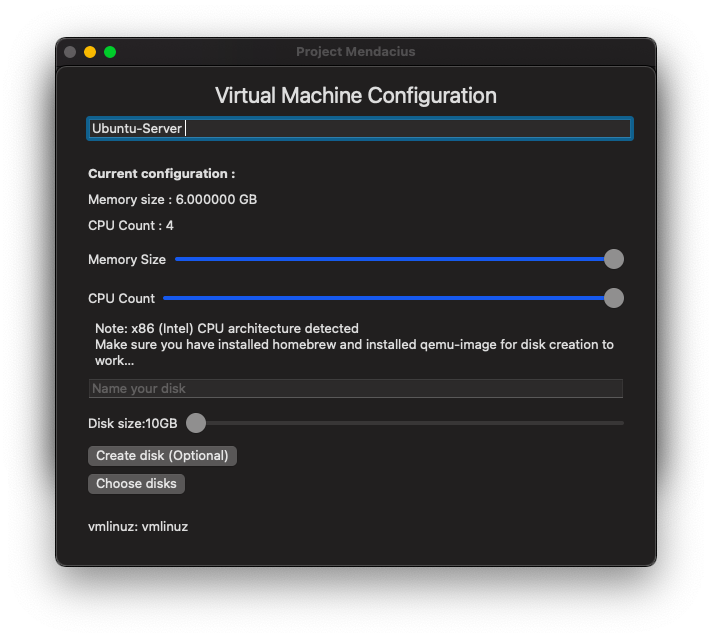 Project Mendacius
Virtual Machine Configuration
Ubuntu-Server
Current configuration :
Memory size : 6.000000 GB
CPU Count : 4
Memory Size
CPU Count
Note: x86 (Intel) CPU architecture detected
Make sure you have installed homebrew and installed qemu-image for disk creation to
work...
Name your disk
Disk size:10GB
Create disk (Optional)
Choose disks
vmlinuz: vmlinuz